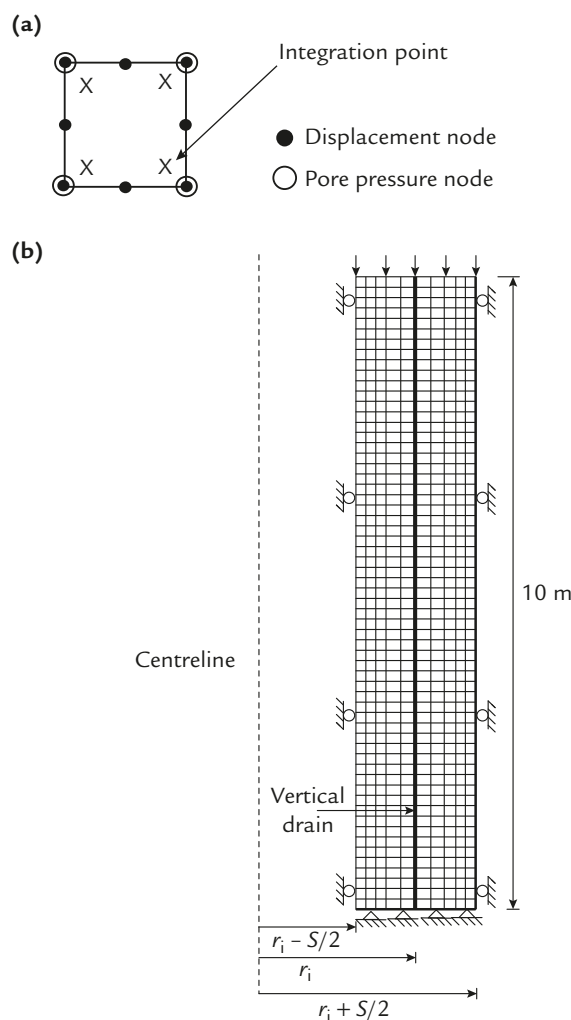 (a)
Integration point
X X
X X
Displacement node
Pore pressure node
(b)
10 m
Centreline
Vertical
drain
r_i – S/2
r_i
r_i + S/2